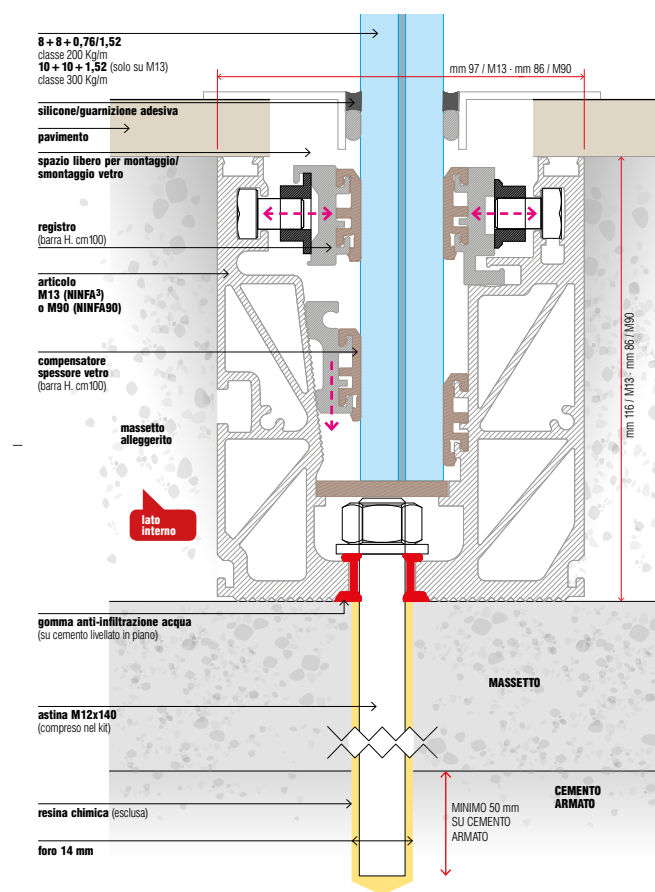 8 + 8 + 0,76/1,52
classe 200 Kg/m
10 + 10 + 1,52 (solo su M13)
classe 300 Kg/m
mm 97 / M13 - mm 86 / M90
silicone/guarnizione adesiva
pavimento
spazio libero per montaggio/
smontaggio vetro
registro
(barra H. cm100)
articolo
M13 (NINFA³)
o M90 (NINFA90)
mm 116 / M13 - mm 86 / M90
compensatore
spessore vetro
(barra H. cm100)
massetto
alleggerito
lato
interno
gomma anti-infiltrazione acqua
(su cemento livellato in piano)
MASSETTO
astina M12x140
(compreso nel kit)
CEMENTO
ARMATO
resina chimica (esclusa)
MINIMO 50 mm
SU CEMENTO
ARMATO
foro 14 mm